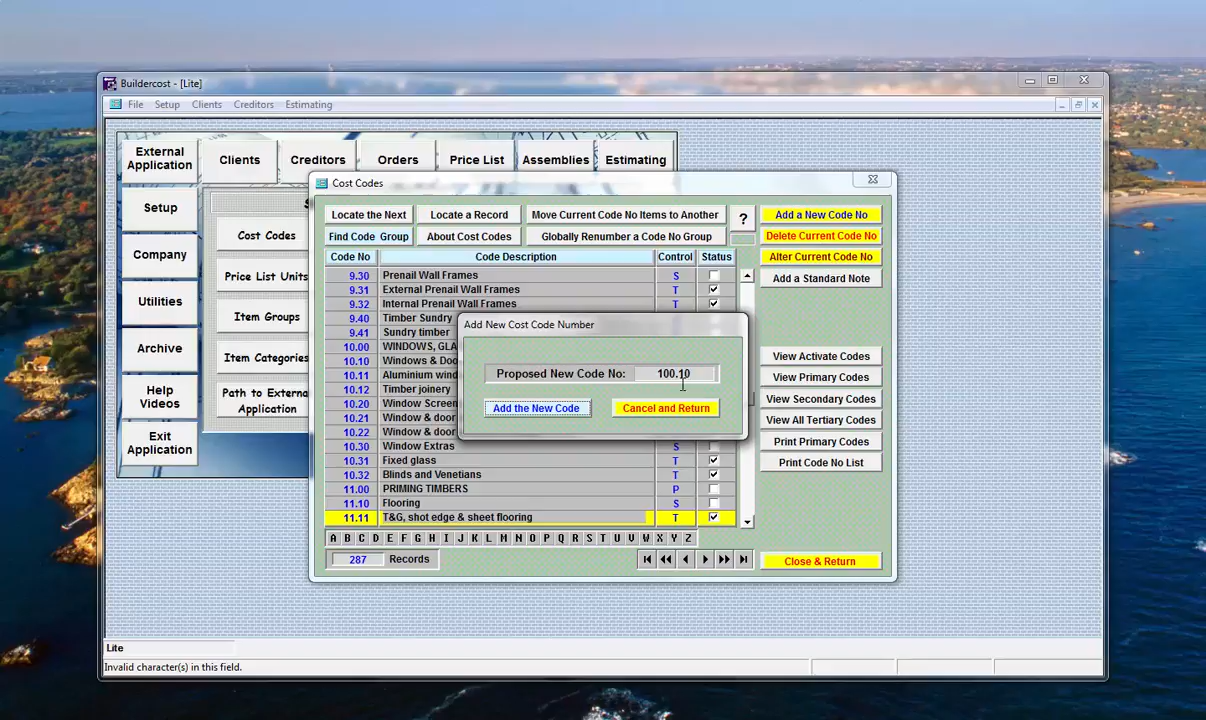 Buildercost - [Lite]
File Setup Clients Creditors Estimating
External Application
Clients
Creditors
Orders
Price List
Assemblies
Estimating
Setup
Company
Utilities
Archive
Help Videos
Exit Application
Cost Codes
Price List Units
Item Groups
Item Categories
Path to External Application
Cost Codes
Locate the Next
Locate a Record
Move Current Code No Items to Another
?
Add a New Code No
Find Code Group
About Cost Codes
Globally Renumber a Code No Group
Delete Current Code No
Code No Code Description Control Status
Alter Current Code No
9.30 Prenail Wall Frames S
Add a Standard Note
9.31 External Prenail Wall Frames T
9.32 Internal Prenail Wall Frames T
9.40 Timber Sundry
9.41 Sundry timber
10.00 WINDOWS, GLA
10.10 Windows & Doo
10.11 Aluminium wind
10.12 Timber joinery
10.20 Window Screen
10.21 Window & door
10.22 Window & door
10.30 Window Extras S
10.31 Fixed glass T
10.32 Blinds and Venetians T
11.00 PRIMING TIMBERS P
11.10 Flooring S
11.11 T&G, shot edge & sheet flooring T
Add New Cost Code Number
Proposed New Code No: 100.10
Add the New Code
Cancel and Return
View Activate Codes
View Primary Codes
View Secondary Codes
View All Tertiary Codes
Print Primary Codes
Print Code No List
A B C D E F G H I J K L M N O P Q R S T U V W X Y Z
287 Records
Close & Return
Lite
Invalid character(s) in this field.